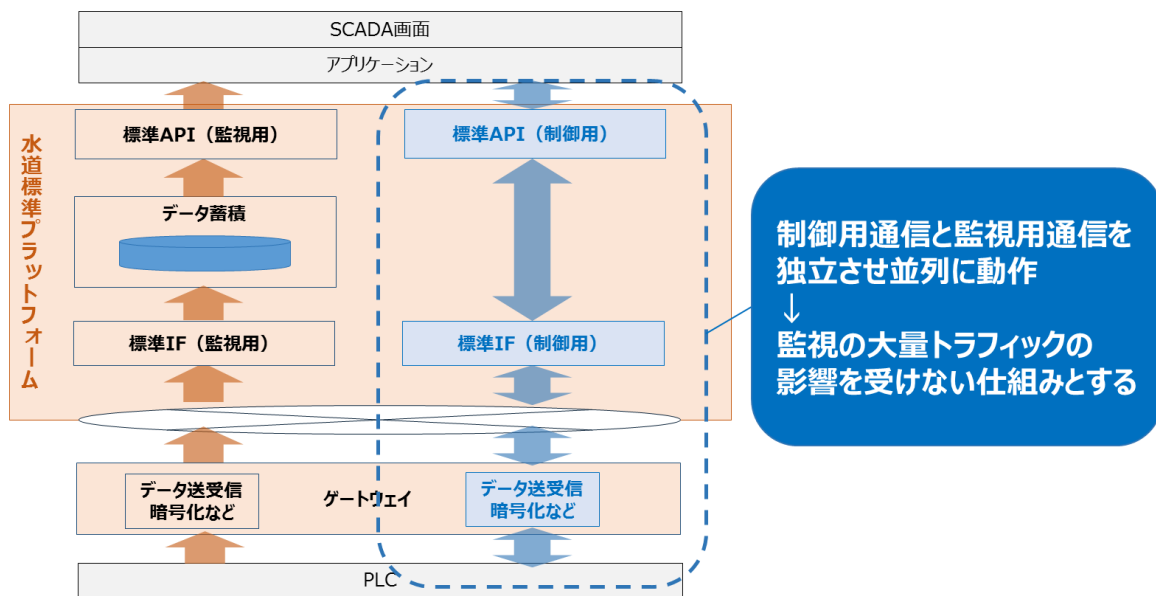 SCADA画面
アプリケーション
水道標準プラットフォーム
標準API（監視用）
標準API（制御用）
データ蓄積
標準IF（監視用）
標準IF（制御用）
制御用通信と監視用通信を
独立させ並列に動作
↓
監視の大量トラフィックの
影響を受けない仕組みとする
データ送受信
暗号化など
ゲートウェイ
データ送受信
暗号化など
PLC